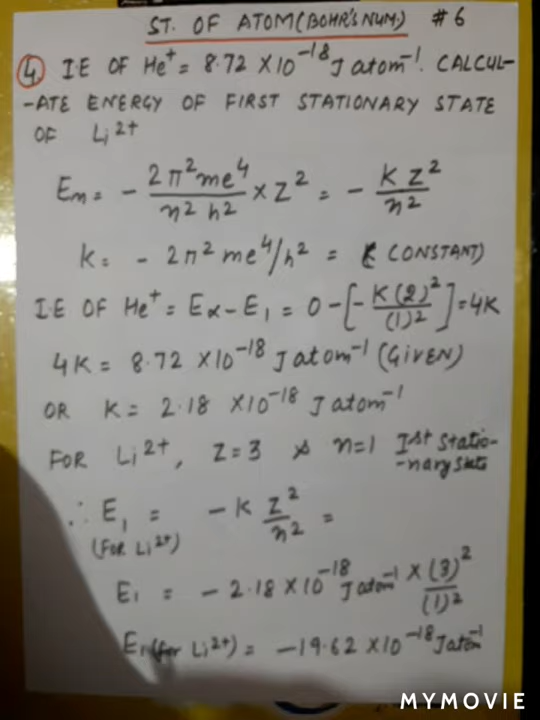 ST. OF ATOM(BOHR'S NUM.) #6
4. I.E OF He⁺ = 8.72 X10⁻¹⁸J atom⁻¹. CALCUL-
-ATE ENERGY OF FIRST STATIONARY STATE
OF Li²⁺
En = - 2π²me⁴/n²h² × Z² = - KZ²/n²
K = - 2π²me⁴/h² = (CONSTANT)
I.E OF He⁺ = E∝ - E₁ = 0 - [- K(2)²/(1)²] = 4K
4K = 8.72 X10⁻¹⁸ J atom⁻¹ (GIVEN)
OR K = 2.18 X10⁻¹⁸ J atom⁻¹
FOR Li²⁺, Z=3 & n=1 Ist statio-
-nary state
∴ E₁ = -K Z²/n² =
(FOR Li²⁺)
E₁ = - 2.18 X10⁻¹⁸ J atom⁻¹ × (3)²/(1)²
E₁(for Li²⁺) = -19.62 X10⁻¹⁸ J atom⁻¹
MYMOVIE